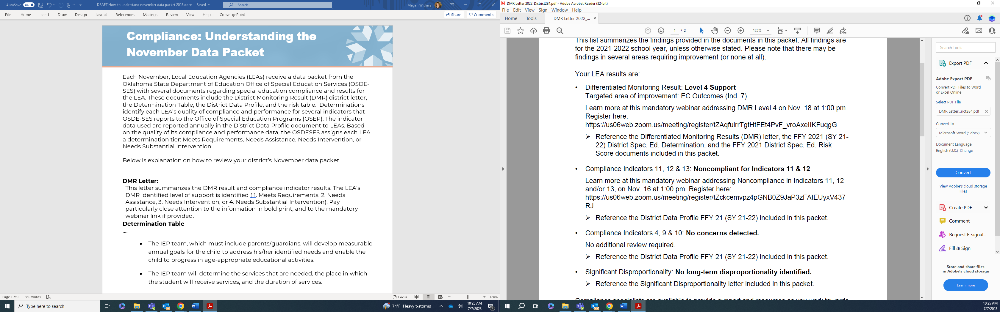 AutoSave On
DRAFT How-to understand november data packet 2023.docx - Saved
Search
Megan Withers
File Home Insert Draw Design Layout References Mailings Review View Help ConvergePoint
Share Comments
Compliance: Understanding the
November Data Packet
Each November, Local Education Agencies (LEAs) receive a data packet from the
Oklahoma State Department of Education Office of Special Education Services (OSDE-
SES) with several documents regarding special education compliance and results for
the LEA. These documents include the District Monitoring Result (DMR) district letter,
the Determination Table, the District Data Profile, and the risk table.  Determinations
identify each LEA's quality of compliance and performance for several indicators that
OSDE-SES reports to the Office of Special Education Programs (OSEP). The indicator
data used are reported annually in the District Data Profile document to LEAs. Based
on the quality of its compliance and performance data, the OSDESES assigns each LEA
a determination tier: Meets Requirements, Needs Assistance, Needs Intervention, or
Needs Substantial Intervention.
Below is explanation on how to review your district's November data packet.
DMR Letter:
This letter summarizes the DMR result and compliance indicator results. The LEA's
DMR identified level of support is identified ( 1. Meets Requirements, 2. Needs
Assistance, 3. Needs Intervention, or 4. Needs Substantial Intervention). Pay
particularly close attention to the information in bold print, and to the mandatory
webinar link if provided.
Determination Table
....
• The IEP team, which must include parents/guardians, will develop measurable
annual goals for the child to address his/her identified needs and enable the
child to progress in age-appropriate educational activities.
• The IEP team will determine the services that are needed, the place in which
the student will receive services, and the duration of services.
Page 1 of 2 330 words
Focus
120%
Type here to search
74°F Heavy t-storms
10:25 AM
7/7/2023
2
DMR Letter 2022_District284.pdf - Adobe Acrobat Reader (32-bit)
File Edit View Sign Window Help
Home Tools DMR Letter 2022_... ×
1 / 2
125%
This list summarizes the findings provided in the documents in this packet. All findings are
for the 2021-2022 school year, unless otherwise stated. Please note that there may be
findings in several areas requiring improvement (or none at all).
Your LEA results are:
• Differentiated Monitoring Result: Level 4 Support
Targeted area of improvement: EC Outcomes (Ind. 7)
Learn more at this mandatory webinar addressing DMR Level 4 on Nov. 18 at 1:00 pm.
Register here:
https://us06web.zoom.us/meeting/register/tZAqfuirrTgtHtFEt4PvF_vroAxeIIKFuqgG
➢ Reference the Differentiated Monitoring Results (DMR) letter, the FFY 2021 (SY 21-
22) District Spec. Ed. Determination, and the FFY 2021 District Spec. Ed. Risk
Score documents included in this packet.
• Compliance Indicators 11, 12 & 13: Noncompliant for Indicators 11 & 12
Learn more at this mandatory webinar addressing Noncompliance in Indicators 11, 12
and/or 13, on Nov. 16 at 1:00 pm. Register here:
https://us06web.zoom.us/meeting/register/tZckcemvpz4pGNB0Z9JaP3zFAtEUyxV437
RJ
➢ Reference the District Data Profile FFY 21 (SY 21-22) included in this packet.
• Compliance Indicators 4, 9 & 10: No concerns detected.
No additional review required.
➢ Reference the District Data Profile FFY 21 (SY 21-22) included in this packet.
• Significant Disproportionality: No long-term disproportionality identified.
➢ Reference the Significant Disproportionality letter included in this packet.
Compliance specialists are available to provide support and resources as you work towards
Search tools
Export PDF
Adobe Export PDF
Convert PDF Files to Word
or Excel Online
Select PDF File
DMR Letter...rict284.pdf
Convert to
Microsoft Word (*.docx)
Document Language:
English (U.S.) Change
Convert
View Adobe's cloud storage
Files
Create PDF
Comment
Request E-signat...
Fill & Sign
Store and share files
in Adobe's cloud storage
Learn more
10:25 AM
7/7/2023